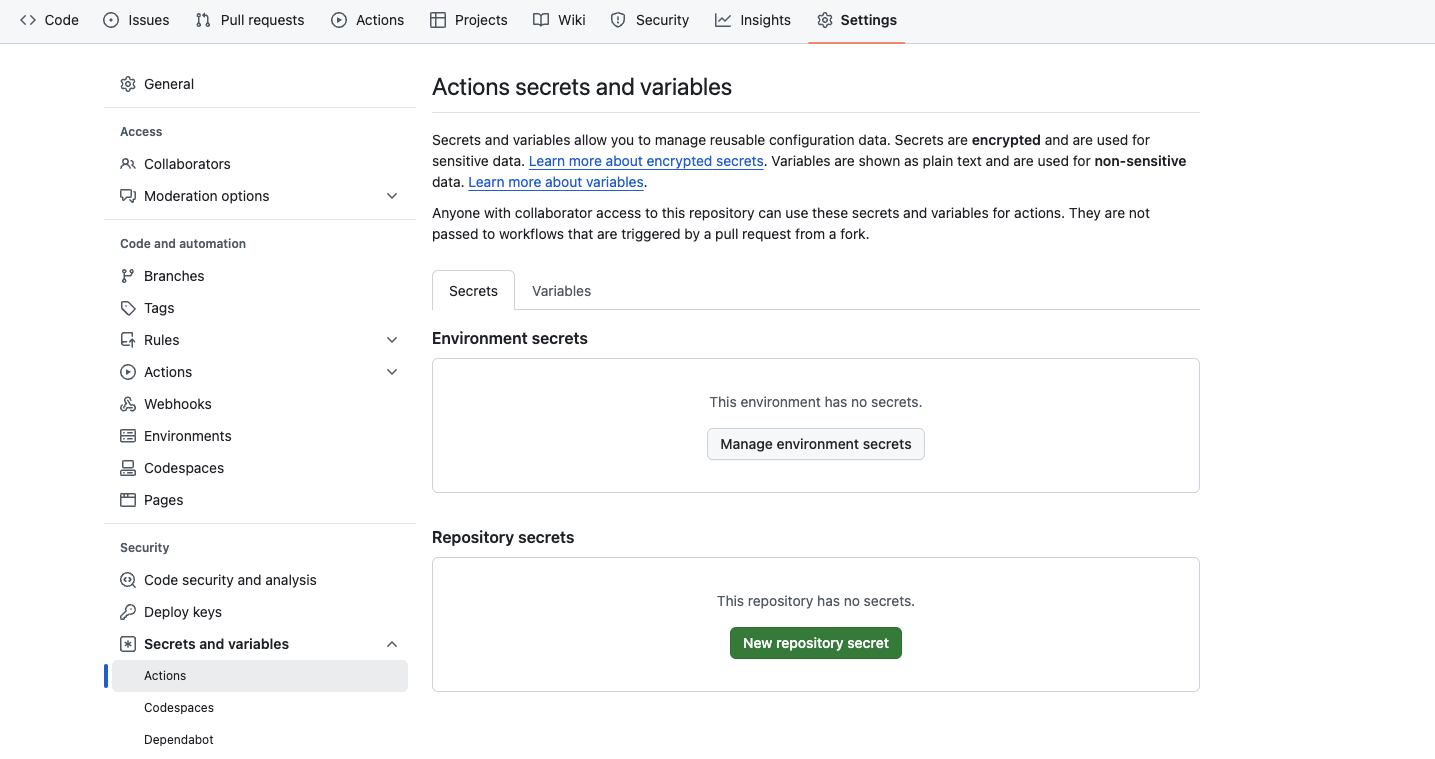 Code Issues Pull requests Actions Projects Wiki Security Insights Settings
General
Access
Collaborators
Moderation options
Code and automation
Branches
Tags
Rules
Actions
Webhooks
Environments
Codespaces
Pages
Security
Code security and analysis
Deploy keys
Secrets and variables
Actions
Codespaces
Dependabot
Actions secrets and variables
Secrets and variables allow you to manage reusable configuration data. Secrets are encrypted and are used for
sensitive data. Learn more about encrypted secrets. Variables are shown as plain text and are used for non-sensitive
data. Learn more about variables.
Anyone with collaborator access to this repository can use these secrets and variables for actions. They are not
passed to workflows that are triggered by a pull request from a fork.
Secrets Variables
Environment secrets
This environment has no secrets.
Manage environment secrets
Repository secrets
This repository has no secrets.
New repository secret